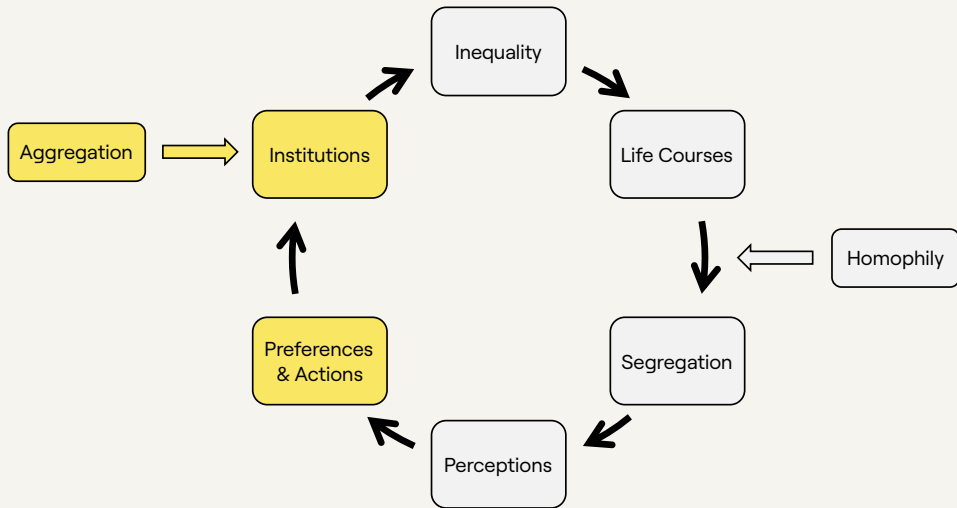 Inequality
Aggregation
Institutions
Life Courses
Homophily
Preferences
& Actions
Segregation
Perceptions